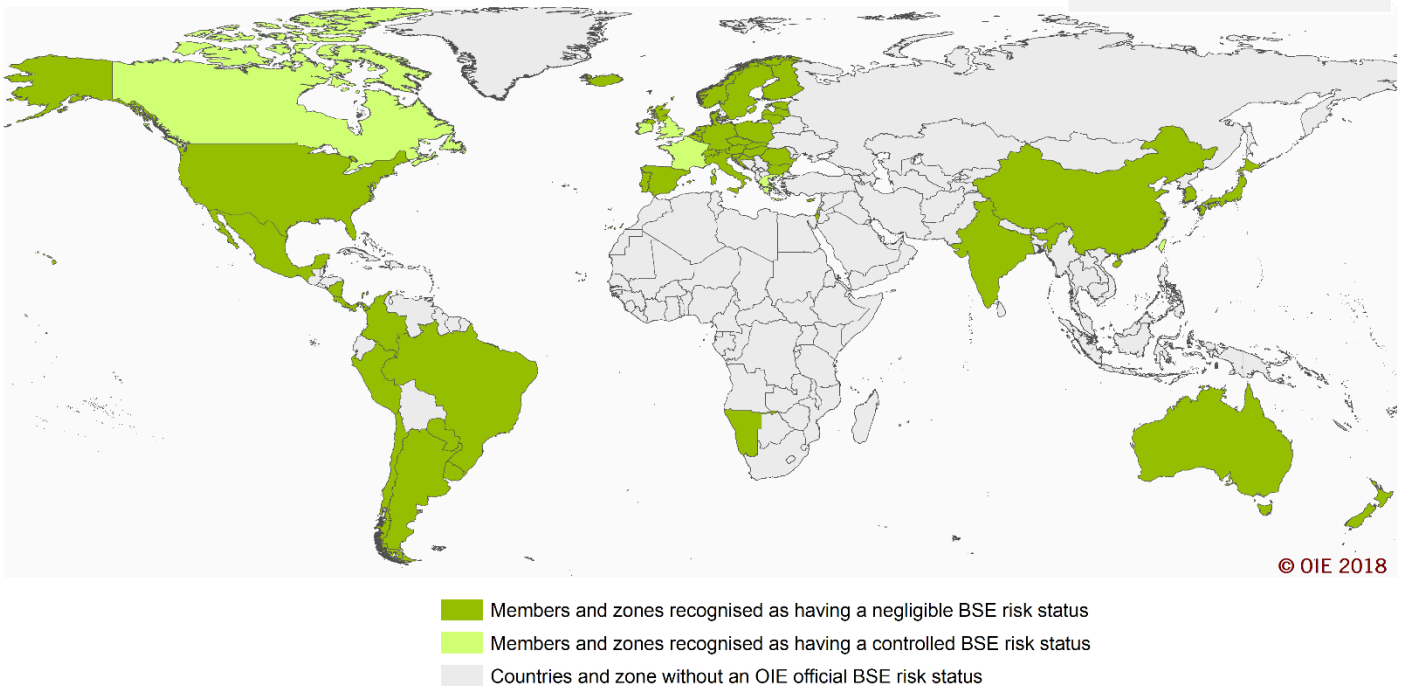 © OIE 2018
Members and zones recognised as having a negligible BSE risk status
Members and zones recognised as having a controlled BSE risk status
Countries and zone without an OIE official BSE risk status